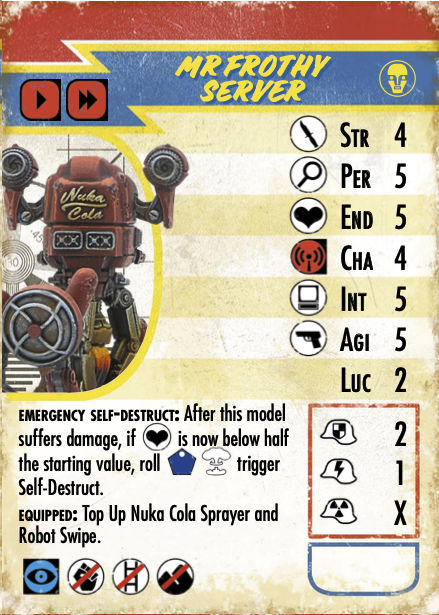 MR FROTHY
SERVER
STR 4
PER 5
END 5
CHA 4
INT 5
AGI 5
LUC 2
Nuka
Cola
EMERGENCY SELF-DESTRUCT: After this model
suffers damage, if is now below half
the starting value, roll trigger
Self-Destruct.
EQUIPPED: Top Up Nuka Cola Sprayer and
Robot Swipe.
2
1
X